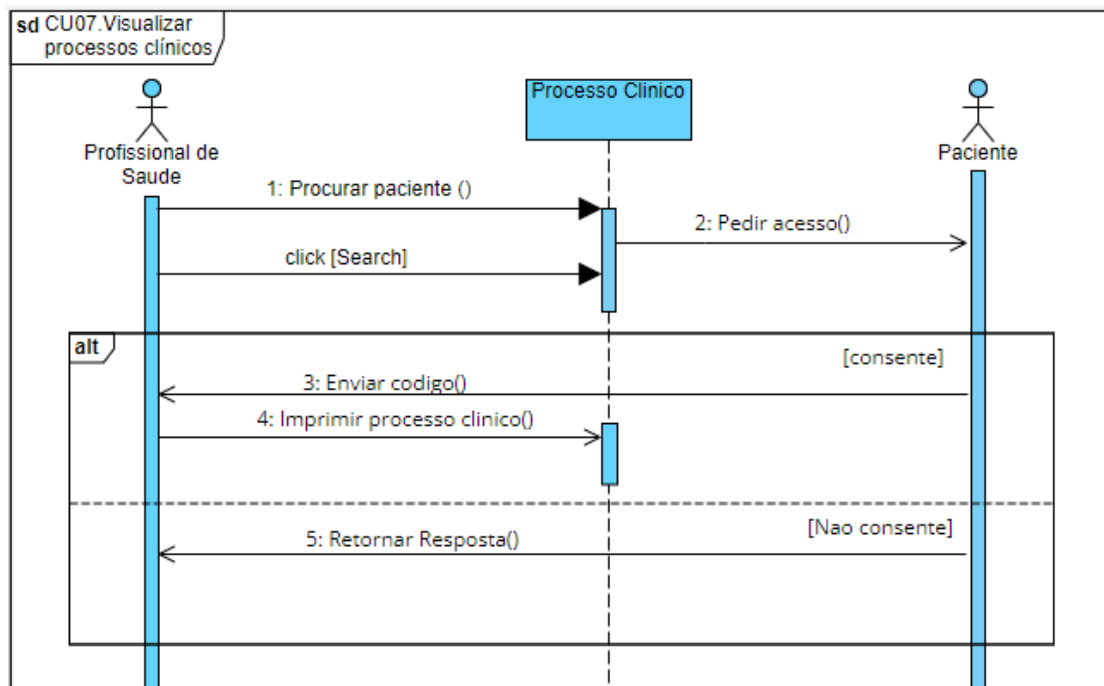 sd CU07.Visualizar
processos clínicos
Profissional de
Saude
Processo Clinico
Paciente
1: Procurar paciente ()
2: Pedir acesso()
click [Search]
alt
[consente]
3: Enviar codigo()
4: Imprimir processo clinico()
[Nao consente]
5: Retornar Resposta()